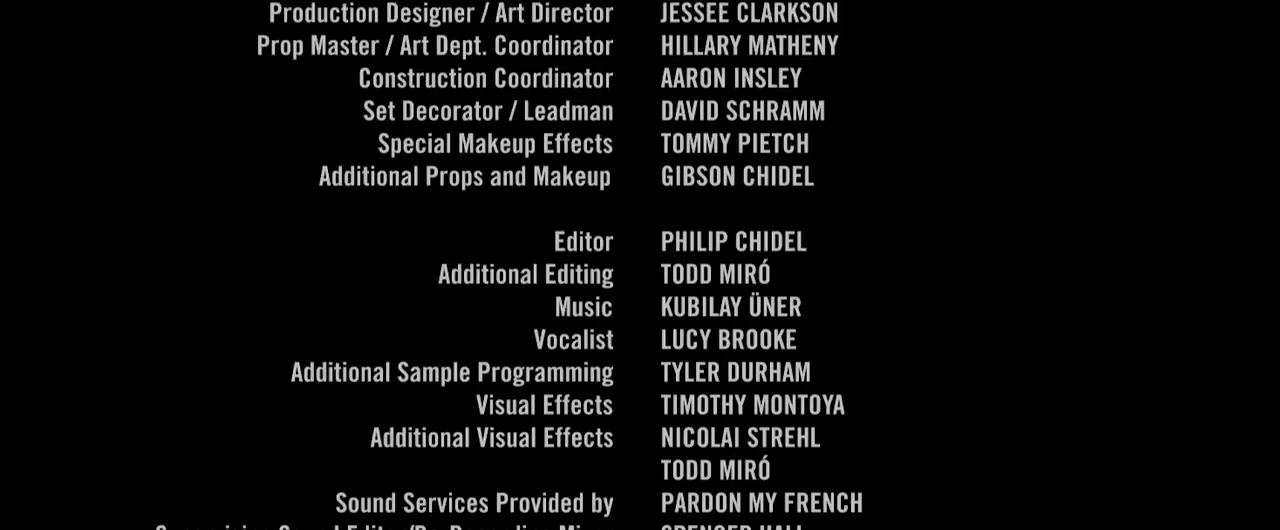 Production Designer / Art Director JESSEE CLARKSON
Prop Master / Art Dept. Coordinator HILLARY MATHENY
Construction Coordinator AARON INSLEY
Set Decorator / Leadman DAVID SCHRAMM
Special Makeup Effects TOMMY PIETCH
Additional Props and Makeup GIBSON CHIDEL
Editor PHILIP CHIDEL
Additional Editing TODD MIRÓ
Music KUBILAY ÜNER
Vocalist LUCY BROOKE
Additional Sample Programming TYLER DURHAM
Visual Effects TIMOTHY MONTOYA
Additional Visual Effects NICOLAI STREHL
TODD MIRÓ
Sound Services Provided by PARDON MY FRENCH